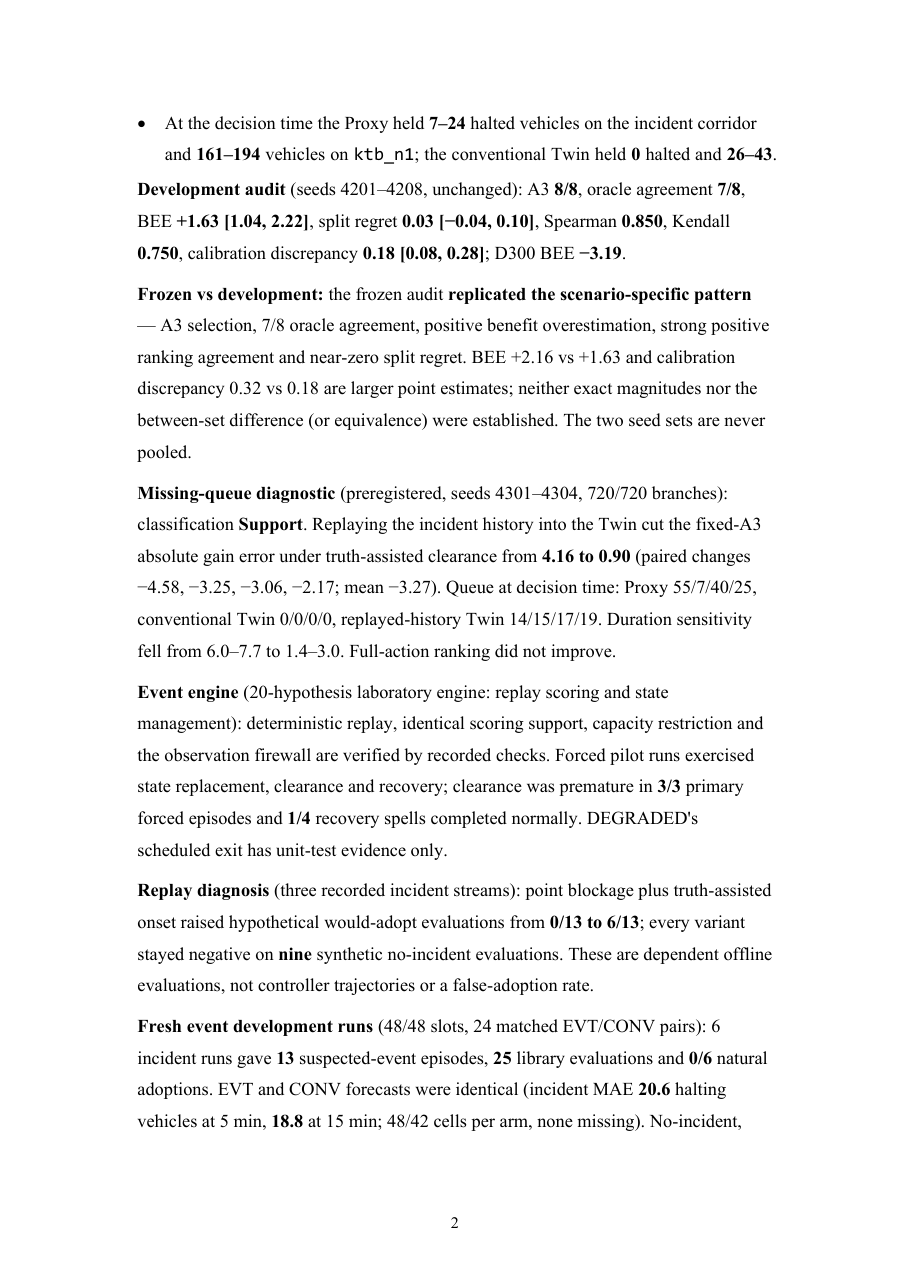 • At the decision time the Proxy held 7–24 halted vehicles on the incident corridor
and 161–194 vehicles on ktb_n1; the conventional Twin held 0 halted and 26–43.
Development audit (seeds 4201–4208, unchanged): A3 8/8, oracle agreement 7/8,
BEE +1.63 [1.04, 2.22], split regret 0.03 [−0.04, 0.10], Spearman 0.850, Kendall
0.750, calibration discrepancy 0.18 [0.08, 0.28]; D300 BEE −3.19.
Frozen vs development: the frozen audit replicated the scenario-specific pattern
— A3 selection, 7/8 oracle agreement, positive benefit overestimation, strong positive
ranking agreement and near-zero split regret. BEE +2.16 vs +1.63 and calibration
discrepancy 0.32 vs 0.18 are larger point estimates; neither exact magnitudes nor the
between-set difference (or equivalence) were established. The two seed sets are never
pooled.
Missing-queue diagnostic (preregistered, seeds 4301–4304, 720/720 branches):
classification Support. Replaying the incident history into the Twin cut the fixed-A3
absolute gain error under truth-assisted clearance from 4.16 to 0.90 (paired changes
−4.58, −3.25, −3.06, −2.17; mean −3.27). Queue at decision time: Proxy 55/7/40/25,
conventional Twin 0/0/0/0, replayed-history Twin 14/15/17/19. Duration sensitivity
fell from 6.0–7.7 to 1.4–3.0. Full-action ranking did not improve.
Event engine (20-hypothesis laboratory engine: replay scoring and state
management): deterministic replay, identical scoring support, capacity restriction and
the observation firewall are verified by recorded checks. Forced pilot runs exercised
state replacement, clearance and recovery; clearance was premature in 3/3 primary
forced episodes and 1/4 recovery spells completed normally. DEGRADED's
scheduled exit has unit-test evidence only.
Replay diagnosis (three recorded incident streams): point blockage plus truth-assisted
onset raised hypothetical would-adopt evaluations from 0/13 to 6/13; every variant
stayed negative on nine synthetic no-incident evaluations. These are dependent offline
evaluations, not controller trajectories or a false-adoption rate.
Fresh event development runs (48/48 slots, 24 matched EVT/CONV pairs): 6
incident runs gave 13 suspected-event episodes, 25 library evaluations and 0/6 natural
adoptions. EVT and CONV forecasts were identical (incident MAE 20.6 halting
vehicles at 5 min, 18.8 at 15 min; 48/42 cells per arm, none missing). No-incident,
2